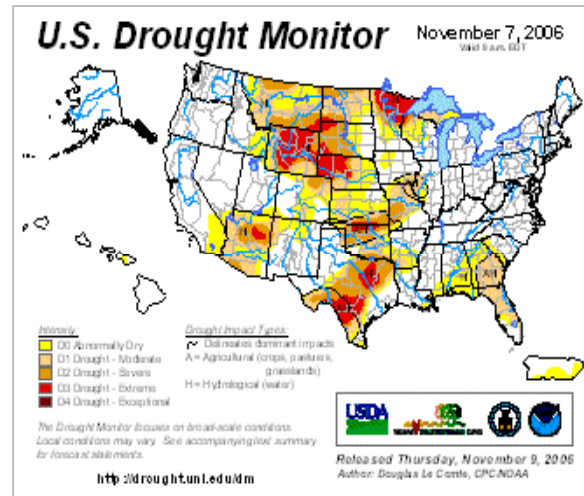 U.S. Drought Monitor
November 7, 2006
Valid 8 a.m. EDT
Intensity:
D0 Abnormally Dry
D1 Drought - Moderate
D2 Drought - Severe
D3 Drought - Extreme
D4 Drought - Exceptional
Drought Impact Types:
Delineates dominant impacts
A = Agricultural (crops, pastures,
grasslands)
H = Hydrological (water)
The Drought Monitor focuses on broad-scale conditions.
Local conditions may vary. See accompanying text summary
for forecast statements.
http://drought.unl.edu/dm
USDA
Released Thursday, November 9, 2006
Author: Douglas Le Comte, CPC/NOAA